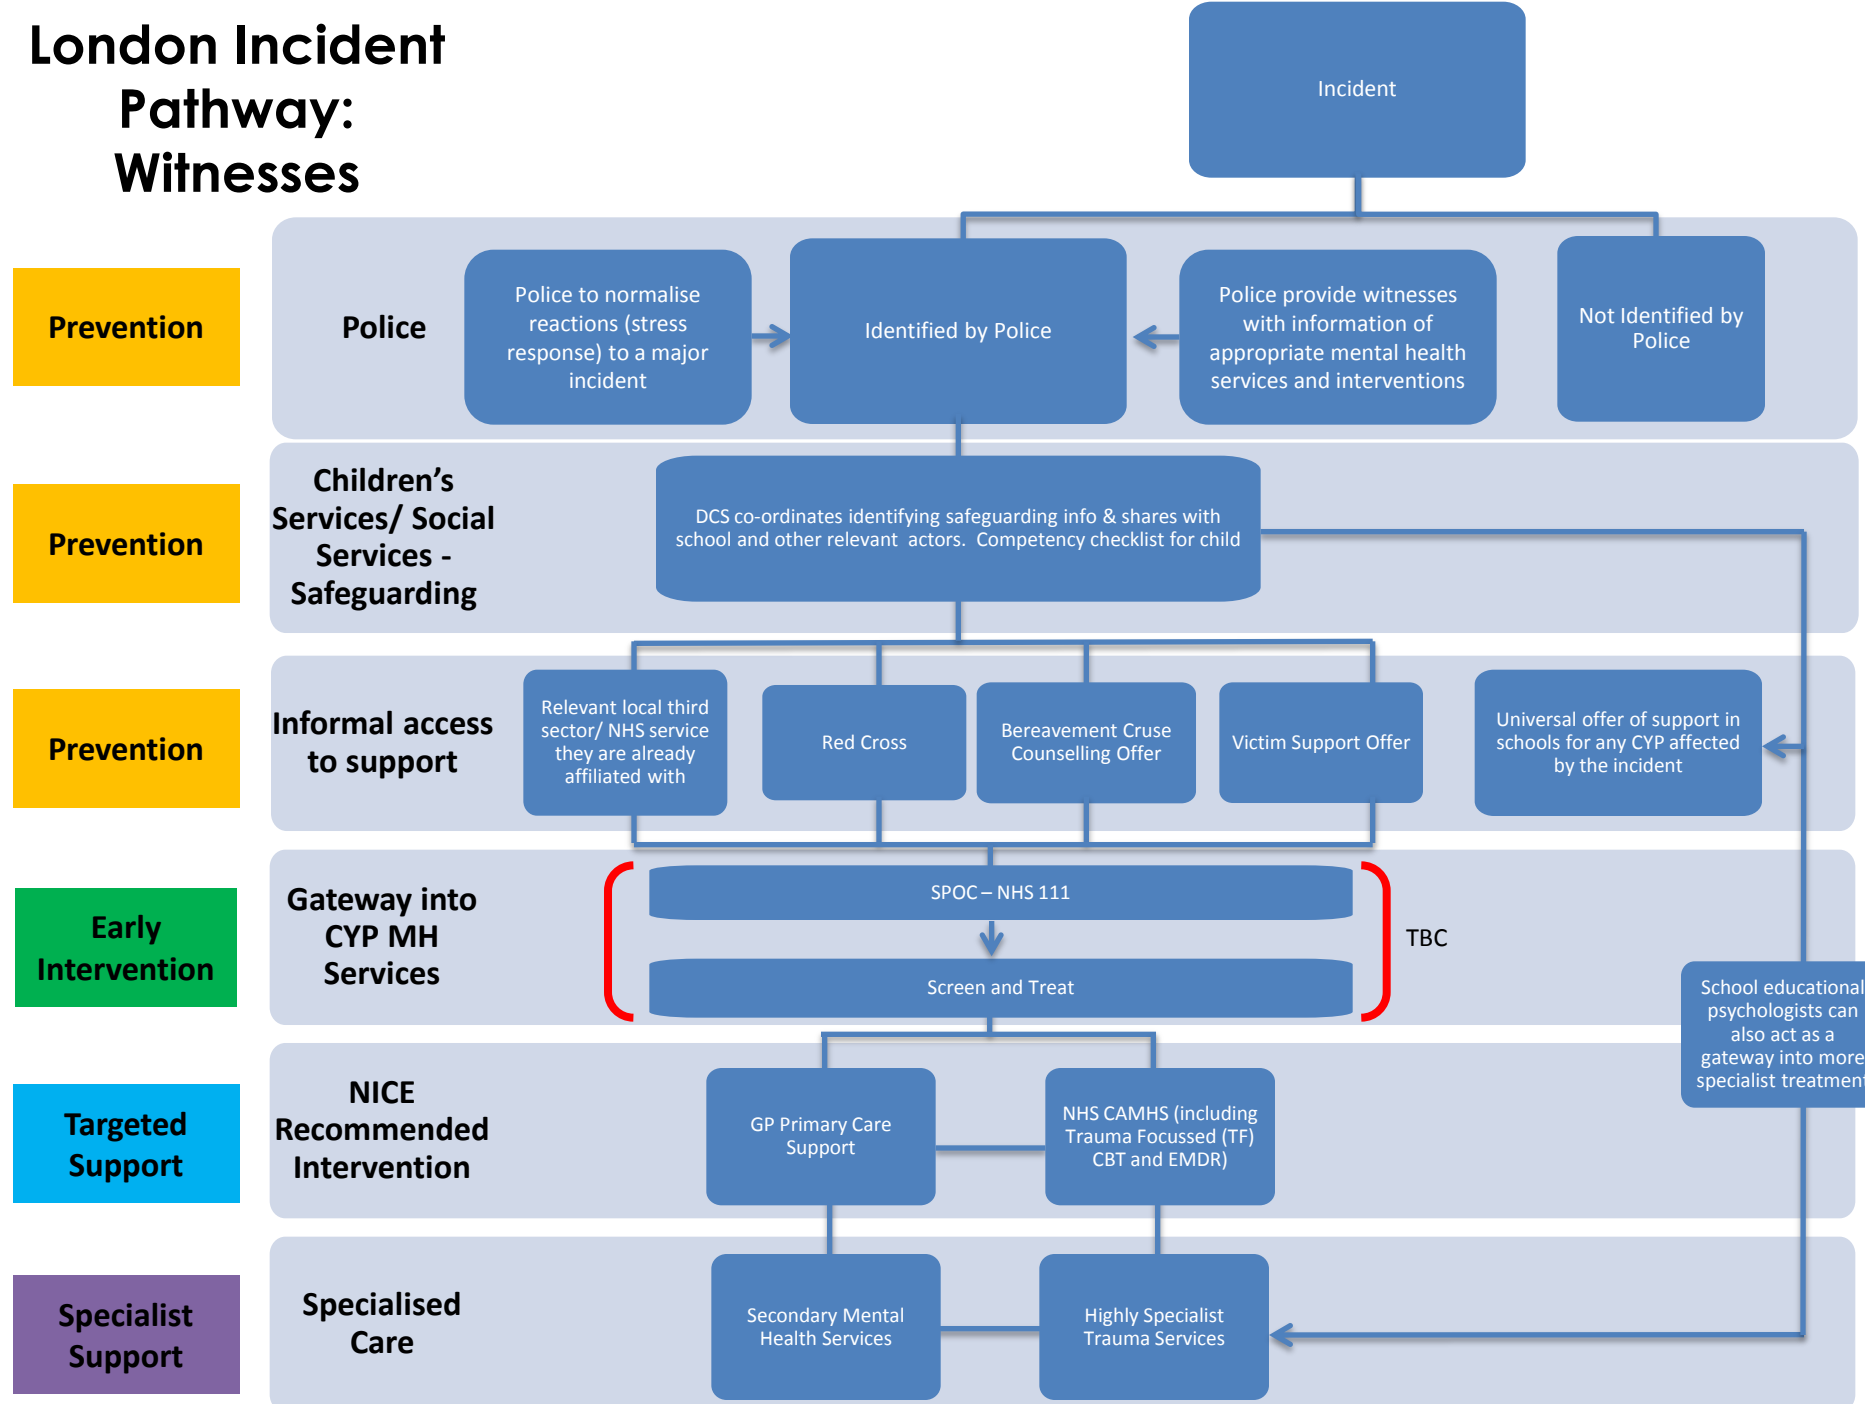 London Incident
Pathway:
Witnesses
Incident
Prevention
Police
Police to normalise
reactions (stress
response) to a major
incident
Identified by Police
Police provide witnesses
with information of
appropriate mental health
services and interventions
Not Identified by
Police
Prevention
Children’s
Services/ Social
Services -
Safeguarding
DCS co-ordinates identifying safeguarding info & shares with
school and other relevant actors. Competency checklist for child
Prevention
Informal access
to support
Relevant local third
sector/ NHS service
they are already
affiliated with
Red Cross
Bereavement Cruse
Counselling Offer
Victim Support Offer
Universal offer of support in
schools for any CYP affected
by the incident
Early
Intervention
Gateway into
CYP MH
Services
SPOC – NHS 111
Screen and Treat
TBC
School educational
psychologists can
also act as a
gateway into more
specialist treatment
Targeted
Support
NICE
Recommended
Intervention
GP Primary Care
Support
NHS CAMHS (including
Trauma Focussed (TF)
CBT and EMDR)
Specialist
Support
Specialised
Care
Secondary Mental
Health Services
Highly Specialist
Trauma Services